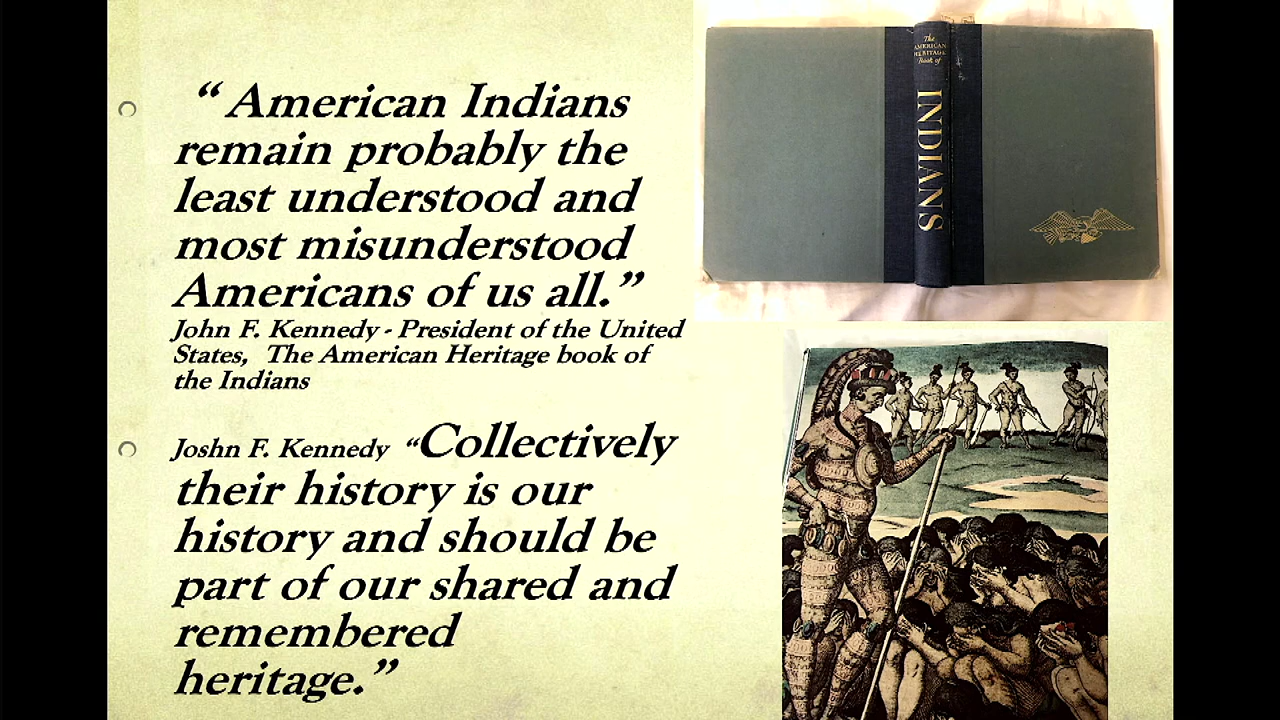 “ American Indians
remain probably the
least understood and
most misunderstood
Americans of us all.”
John F. Kennedy - President of the United
States,  The American Heritage book of
the Indians
Joshn F. Kennedy “Collectively
their history is our
history and should be
part of our shared and
remembered
heritage.”
The
AMERICAN
HERITAGE
Book of
INDIANS